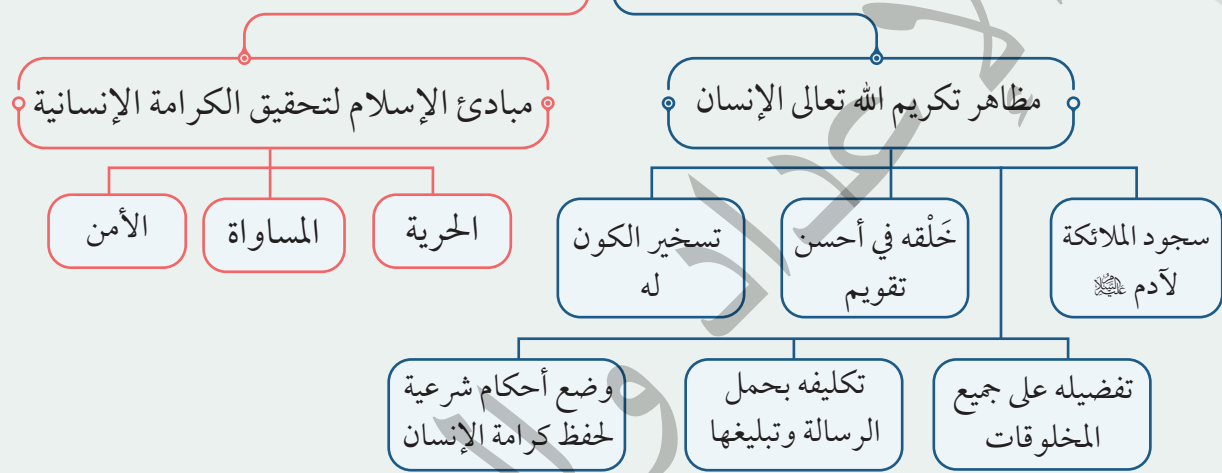 مظاهر تكريم الله تعالى الإنسان
سجود الملائكة
لآدم عليه السلام
خَلْقه في أحسن
تقويم
تسخير الكون
له
تفضيله على جميع
المخلوقات
تكليفه بحمل
الرسالة وتبليغها
وضع أحكام شرعية
لحفظ كرامة الإنسان
مبادئ الإسلام لتحقيق الكرامة الإنسانية
الحرية
المساواة
الأمن